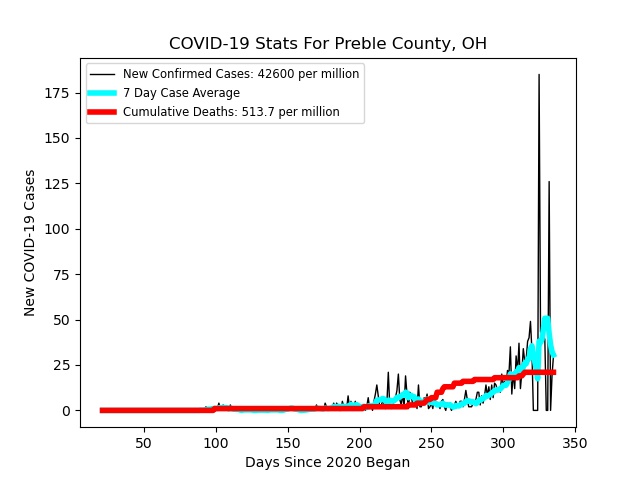 COVID-19 Stats For Preble County, OH
New Confirmed Cases: 42600 per million
7 Day Case Average
Cumulative Deaths: 513.7 per million
New COVID-19 Cases
175
150
125
100
75
50
25
0
50
100
150
200
250
300
350
Days Since 2020 Began